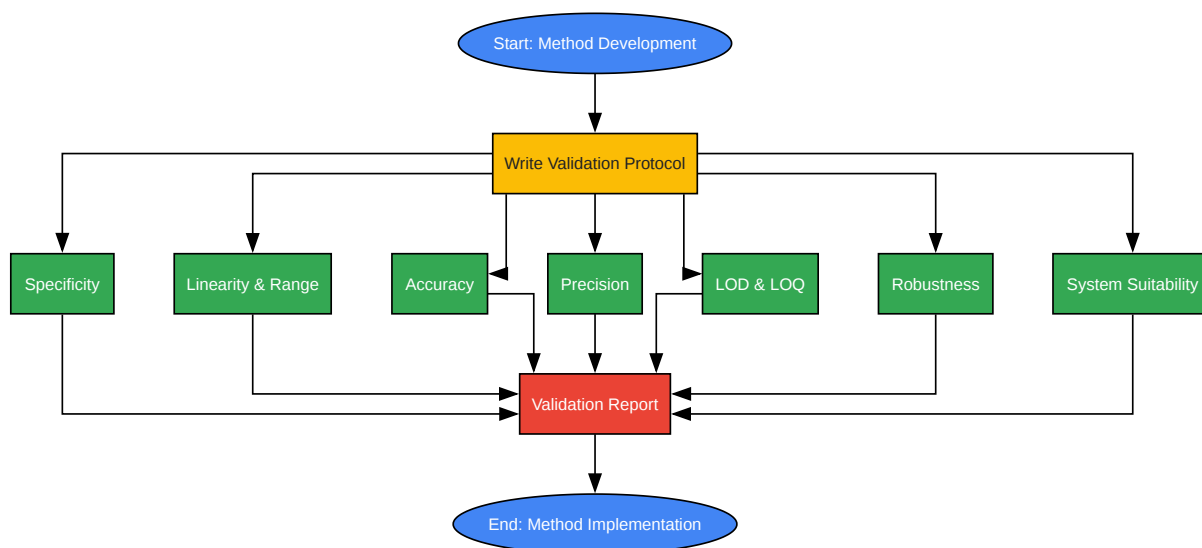 Start: Method Development
Write Validation Protocol
Specificity
Linearity & Range
Accuracy
Precision
LOD & LOQ
Robustness
System Suitability
Validation Report
End: Method Implementation